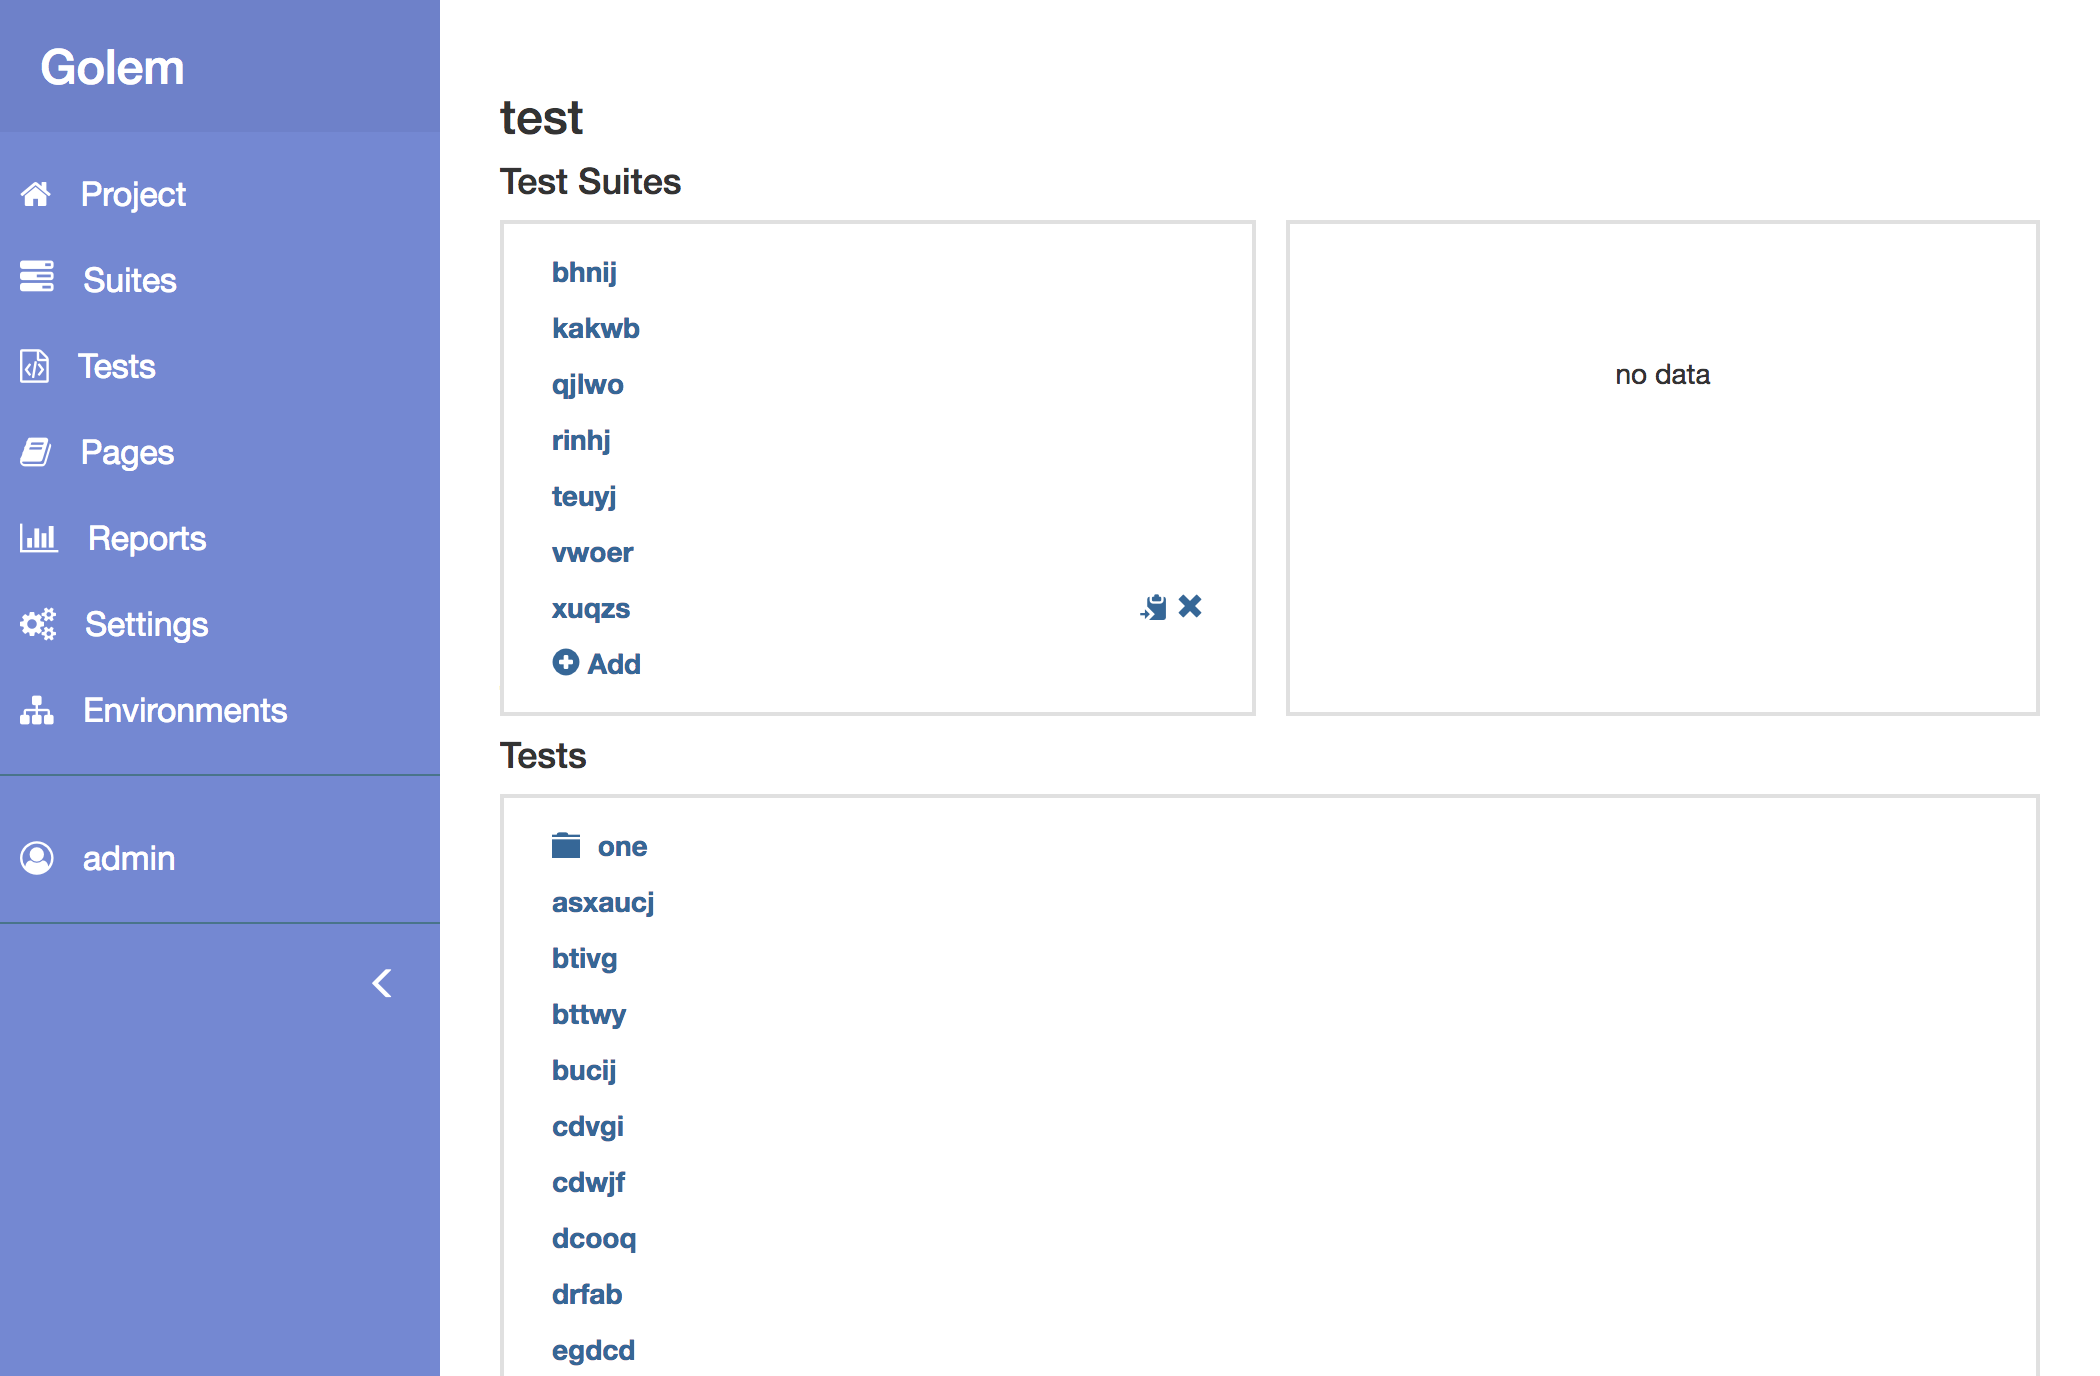 Golem
Project
Suites
Tests
Pages
Reports
Settings
Environments
admin
test
Test Suites
bhnij
kakwb
qjlwo
rinhj
teuyj
vwoer
xuqzs
Add
no data
Tests
one
asxaucj
btivg
bttwy
bucij
cdvgi
cdwjf
dcooq
drfab
egdcd